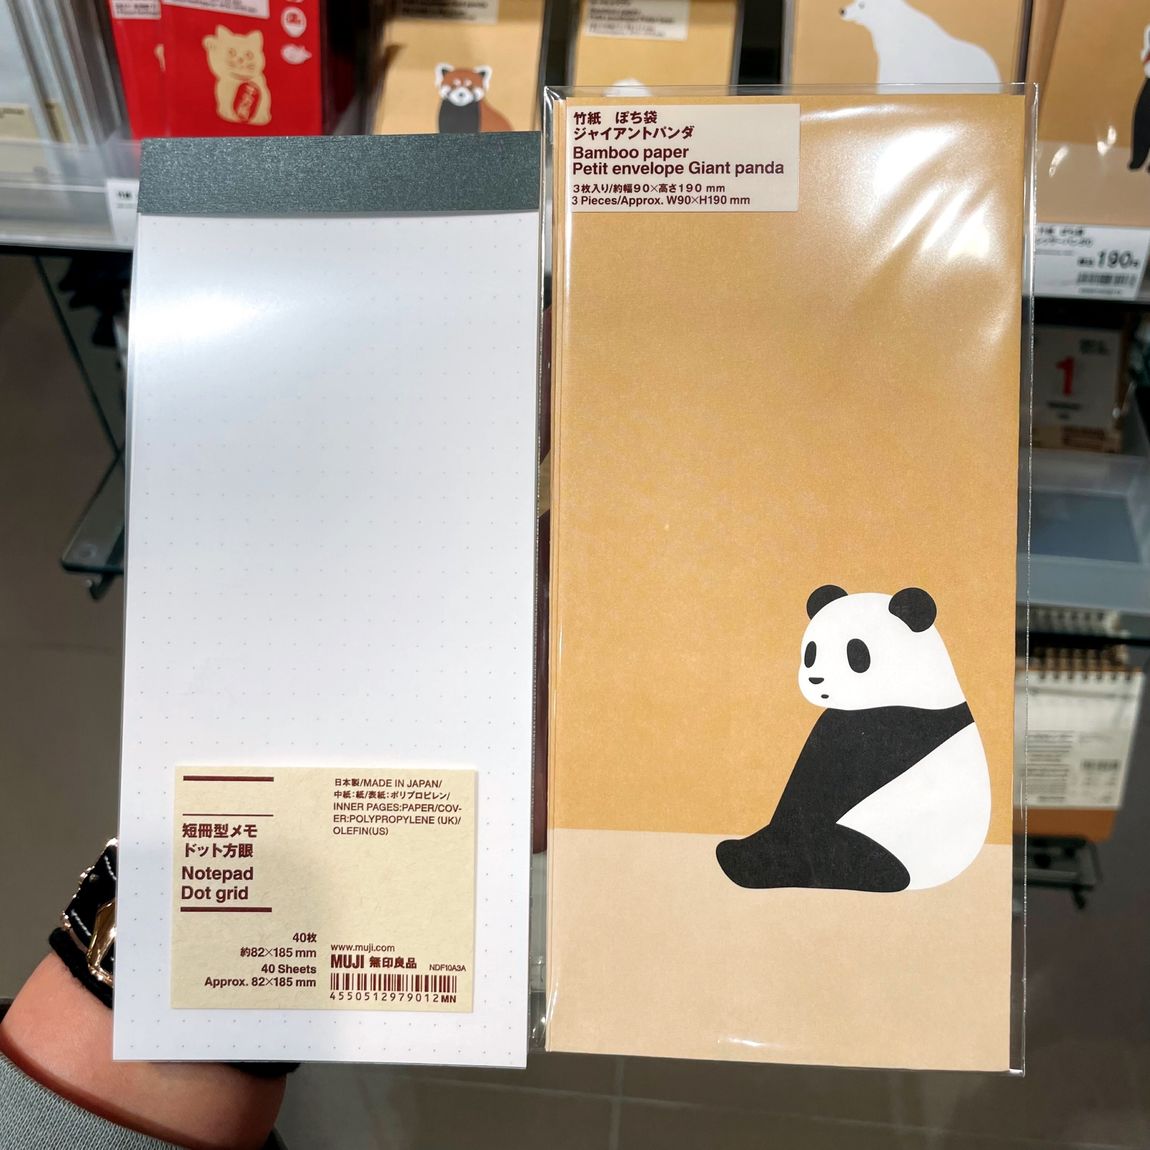 竹紙 ぽち袋
ジャイアントパンダ
Bamboo paper
Petit envelope Giant panda
3枚入り/約幅90×高さ190 mm
3 Pieces/Approx. W90×H190 mm
190
1
日本製/MADE IN JAPAN/
中紙:紙/表紙:ポリプロピレン/
INNER PAGES:PAPER/COV-
ER:POLYPROPYLENE (UK)/
OLEFIN(US)
短冊型メモ
ドット方眼
Notepad
Dot grid
40枚
約82×185 mm
40 Sheets
Approx. 82×185 mm
www.muji.com
MUJI 無印良品
NDF10A3A
4550512979012MN